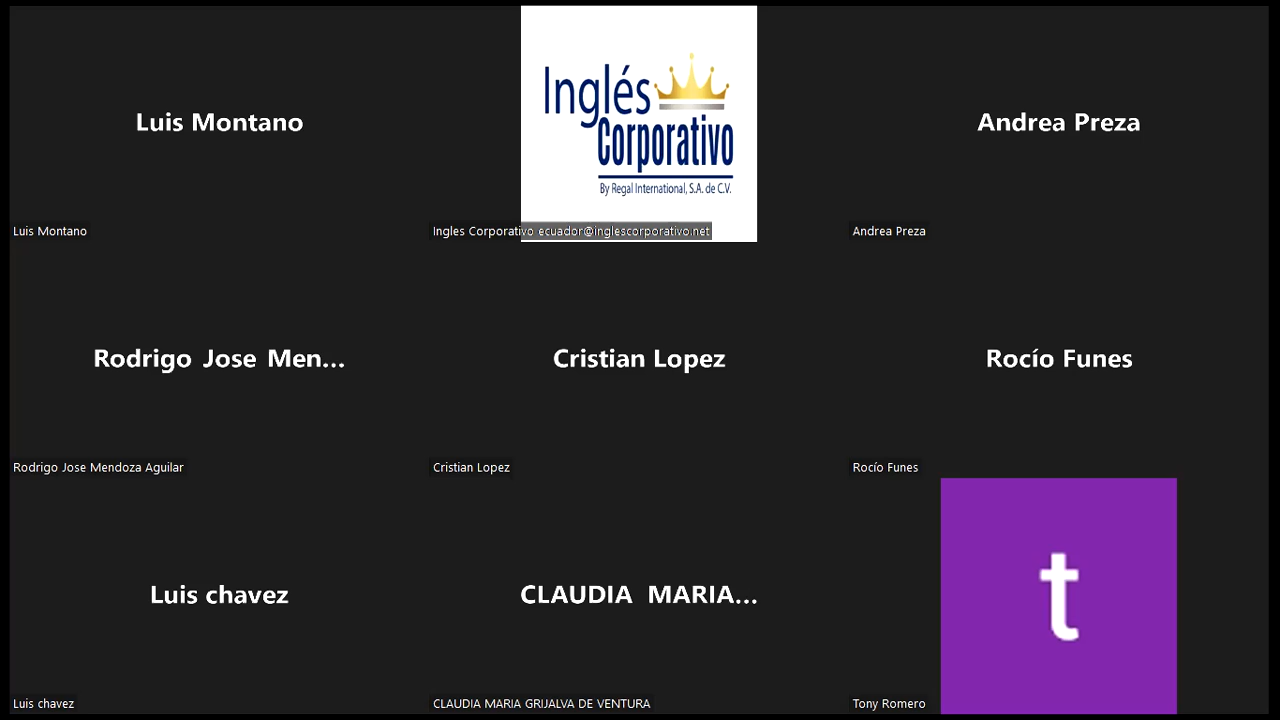 Luis Montano
Luis Montano
Inglés
Corporativo
By Regal International, S.A. de C.V.
Ingles Corporativo ecuador@inglescorporativo.net
Andrea Preza
Andrea Preza
Rodrigo Jose Men...
Rodrigo Jose Mendoza Aguilar
Cristian Lopez
Cristian Lopez
Rocío Funes
Rocío Funes
Luis chavez
Luis chavez
CLAUDIA MARIA...
CLAUDIA MARIA GRIJALVA DE VENTURA
t
Tony Romero